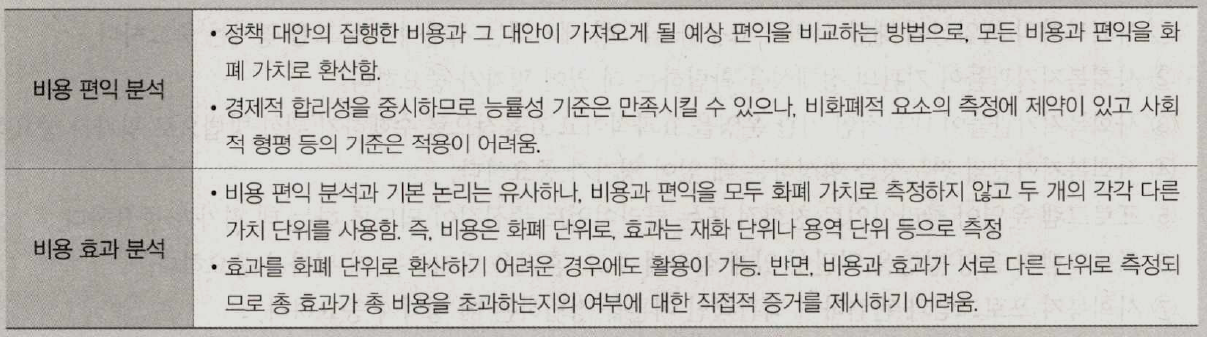 비용 편익 분석
• 정책 대안의 집행한 비용과 그 대안이 가져오게 될 예상 편익을 비교하는 방법으로, 모든 비용과 편익을 화
폐 가치로 환산함.
• 경제적 합리성을 중시하므로 능률성 기준은 만족시킬 수 있으나, 비화폐적 요소의 측정에 제약이 있고 사회
적 형평 등의 기준은 적용이 어려움.
비용 효과 분석
• 비용 편익 분석과 기본 논리는 유사하나, 비용과 편익을 모두 화폐 가치로 측정하지 않고 두 개의 각각 다른
가치 단위를 사용함. 즉, 비용은 화폐 단위로, 효과는 재화 단위나 용역 단위 등으로 측정
• 효과를 화폐 단위로 환산하기 어려운 경우에도 활용이 가능. 반면, 비용과 효과가 서로 다른 단위로 측정되
므로 총 효과가 총 비용을 초과하는지의 여부에 대한 직접적 증거를 제시하기 어려움.